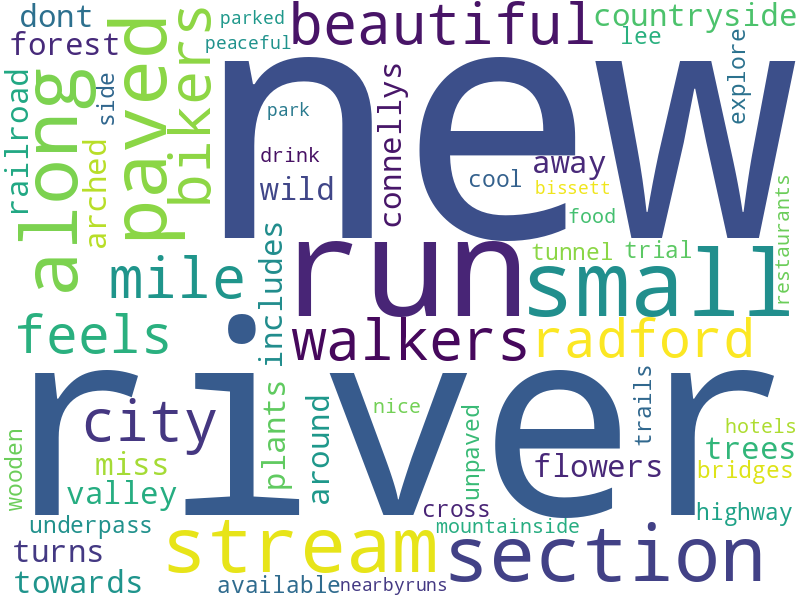 dont
parked
beautiful
countryside
forest
peaceful
lee
explore
new
along
side
paved
bikers
railroad
arched
park
connellys
drink
wild
away
cool
bissett
food
restaurants
run
tunnel
trial
mile
includes
small
feels
walkers
radford
river
city
plants
around
nice
unpaved
trails
hotels
trees
wooden
miss
valley
flowers
bridges
underpass
cross
highway
stream
mountainside
section
turns
towards
available
nearbyruns